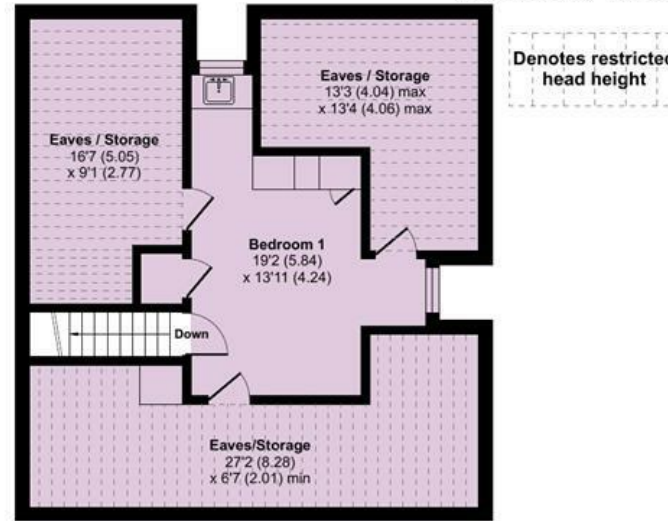 Denotes restricted
head height
Eaves / Storage
13'3 (4.04) max
x 13'4 (4.06) max
Eaves / Storage
16'7 (5.05)
x 9'1 (2.77)
Bedroom 1
19'2 (5.84)
x 13'11 (4.24)
Down
Eaves/Storage
27'2 (8.28)
x 6'7 (2.01) min